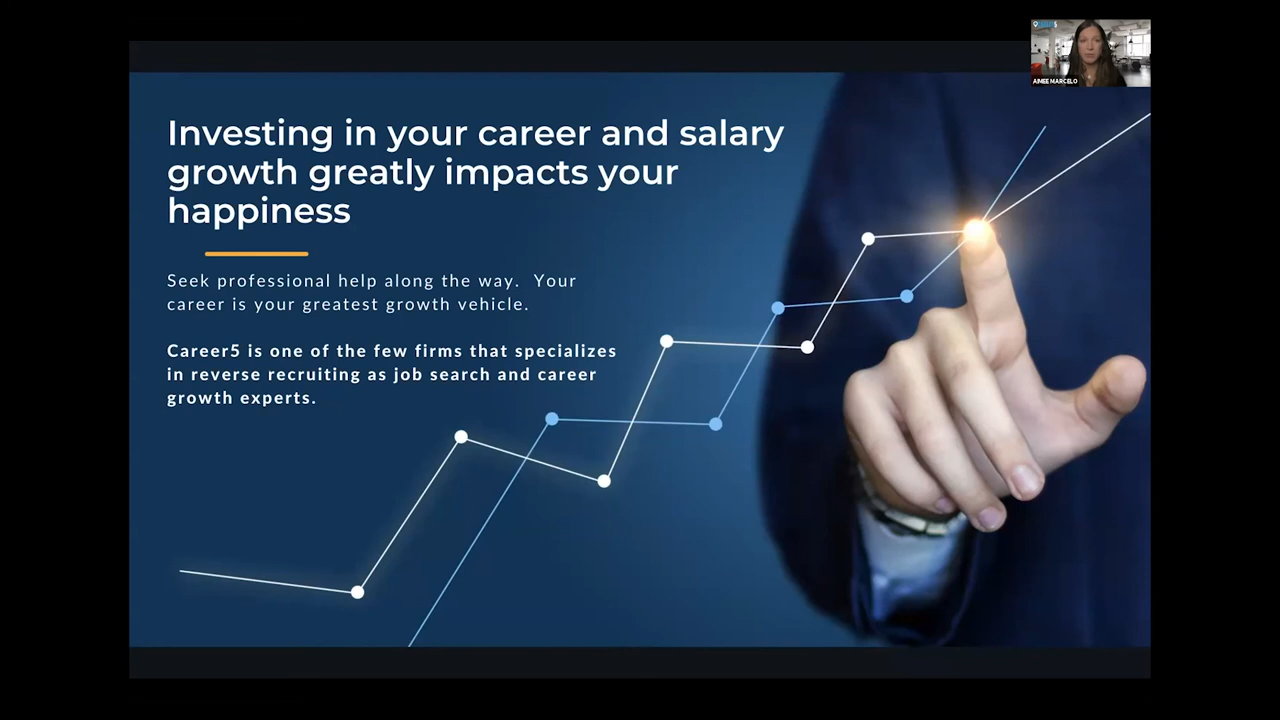 Investing in your career and salary
growth greatly impacts your
happiness
Seek professional help along the way.  Your
career is your greatest growth vehicle.
Career5 is one of the few firms that specializes
in reverse recruiting as job search and career
growth experts.
AIMEE MARCELO